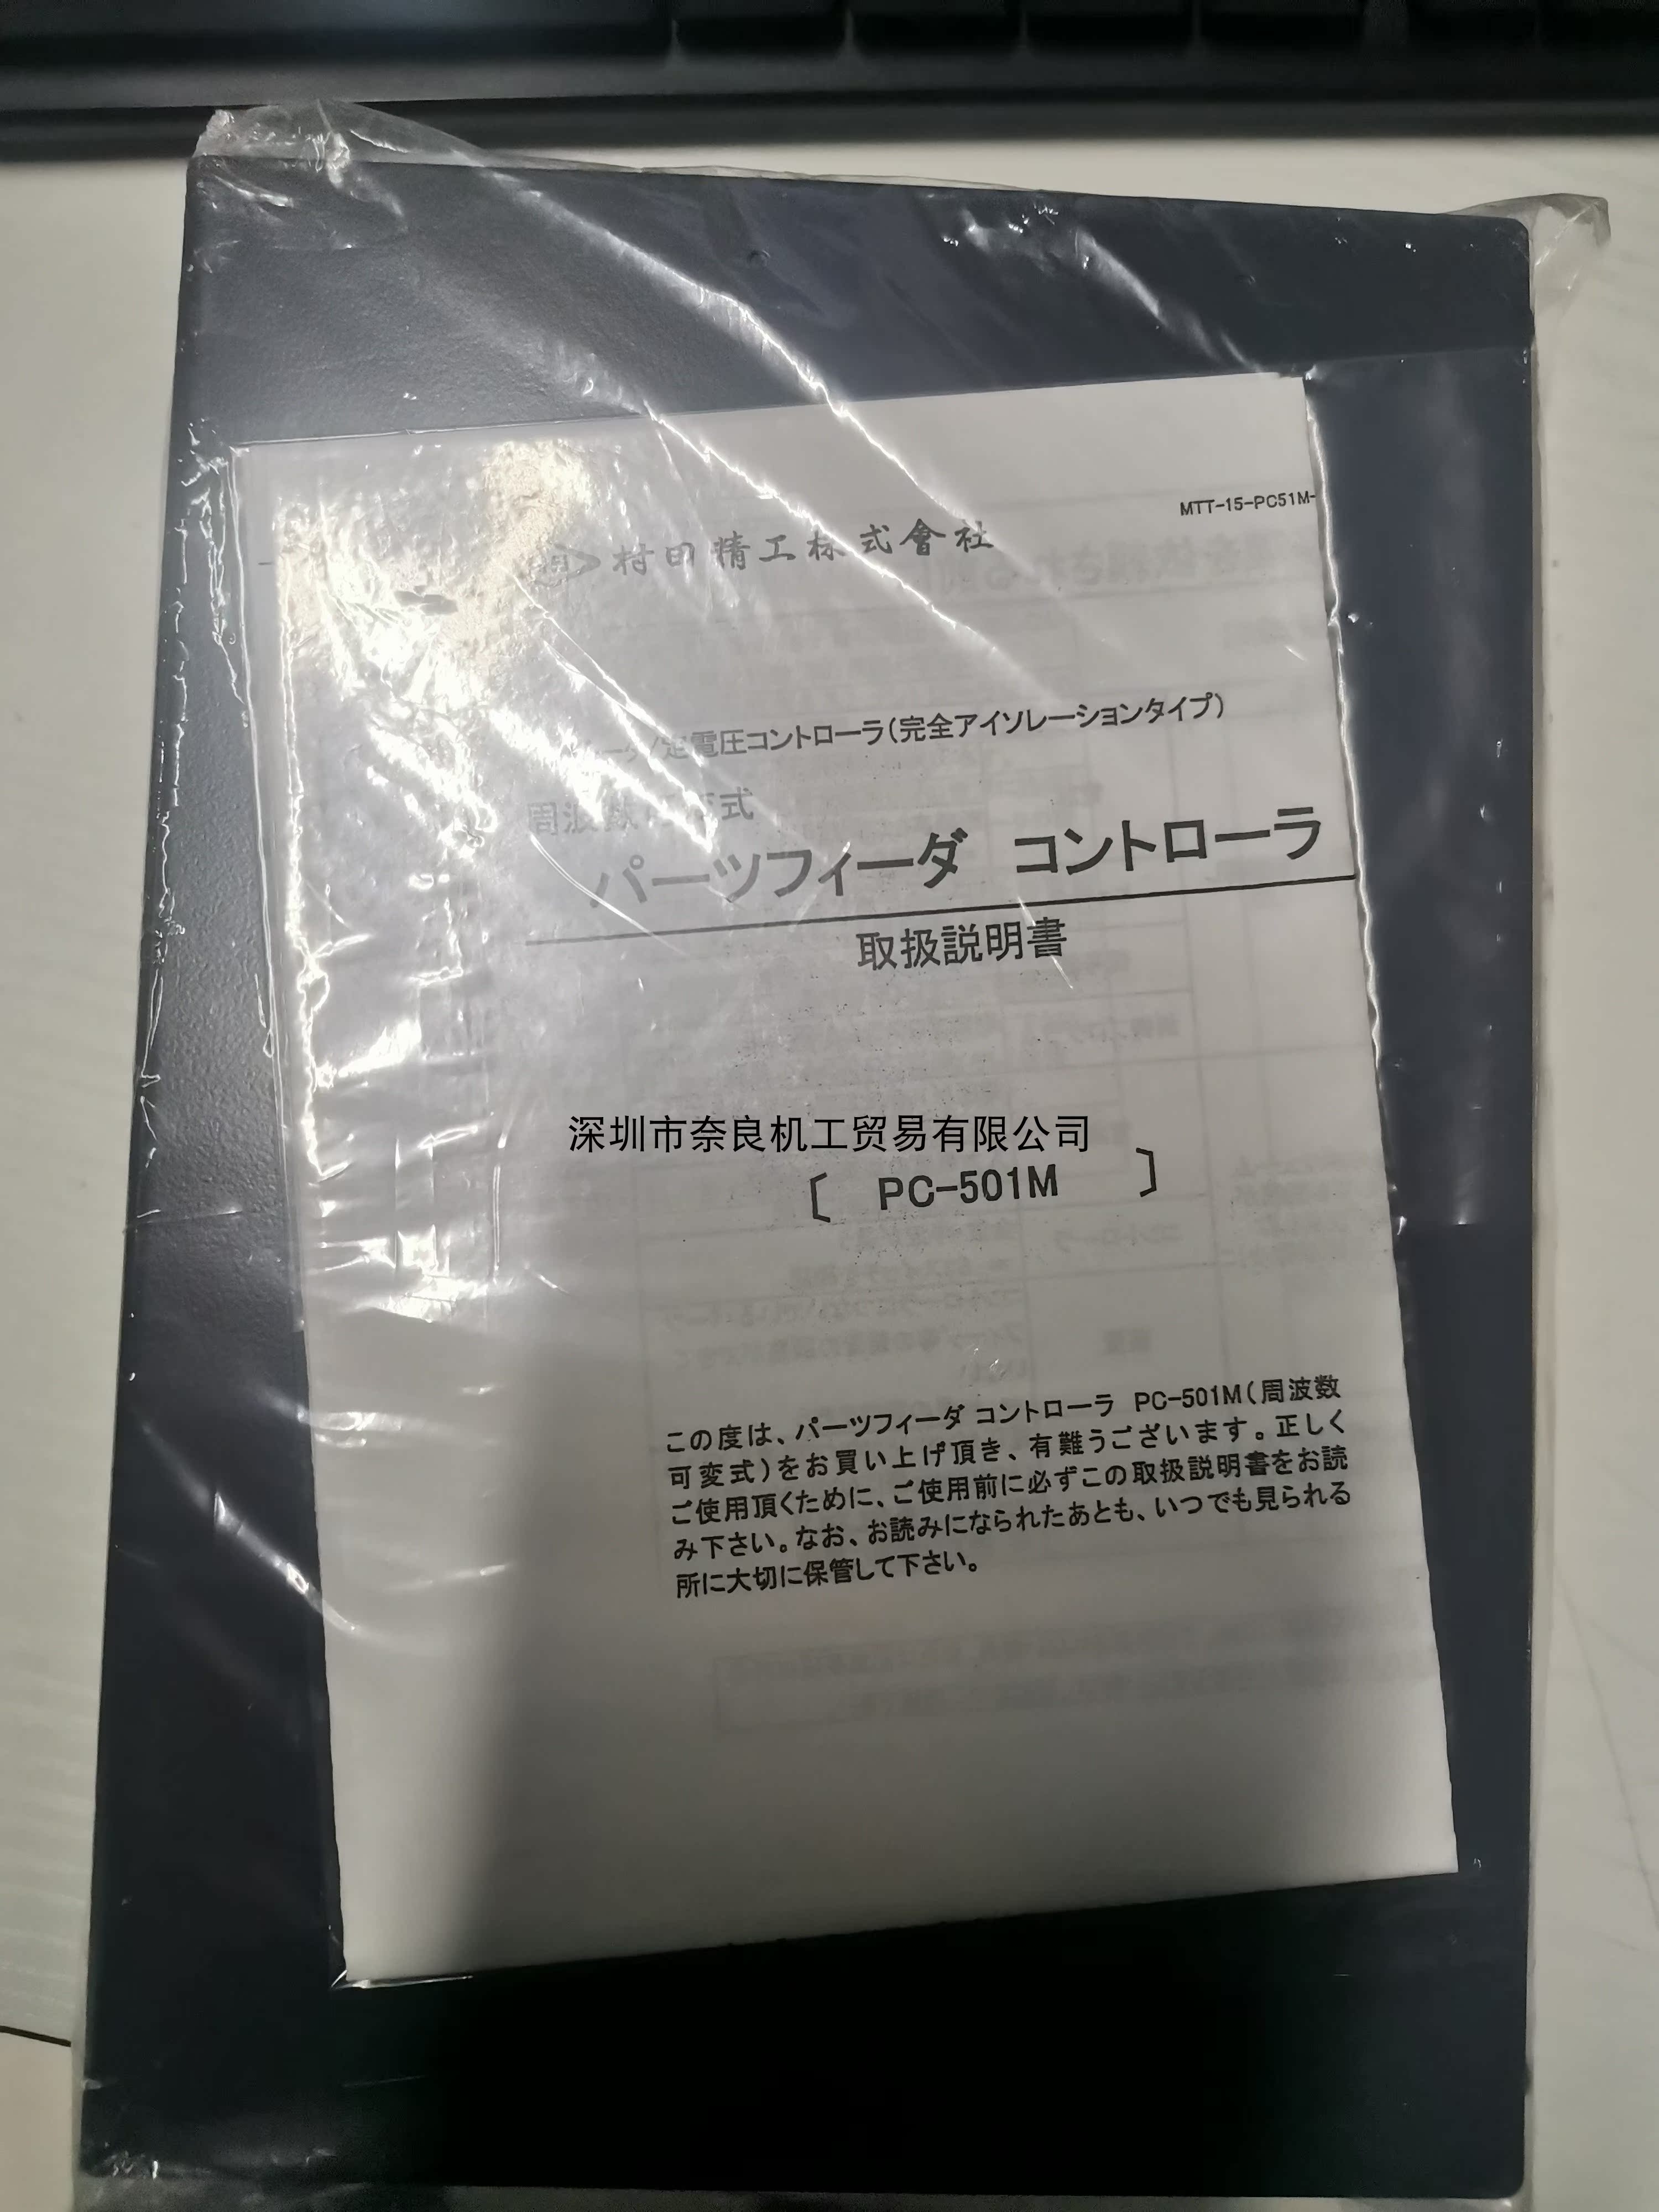 MTT-15-PC51M-
村田精工株式會社
定電圧コントローラ(完全アイソレーションタイプ)
周波数 変式
パーツフィーダ コントローラ
取扱説明書
深圳市奈良机工贸易有限公司
〔 PC-501M 〕
この度は、パーツフィーダ コントローラ PC-501M(周波数
可変式)をお買い上げ頂き、有難うございます。正しく
ご使用頂くために、ご使用前に必ずこの取扱説明書をお読
み下さい。なお、お読みになられたあとも、いつでも見られる
所に大切に保管して下さい。